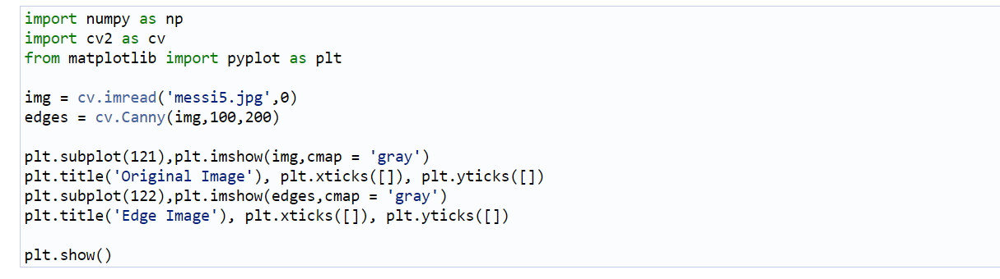 import numpy as np
import cv2 as cv
from matplotlib import pyplot as plt
img = cv.imread('messi5.jpg',0)
edges = cv.Canny(img,100,200)
plt.subplot(121),plt.imshow(img,cmap = 'gray')
plt.title('Original Image'), plt.xticks([]), plt.yticks([])
plt.subplot(122),plt.imshow(edges,cmap = 'gray')
plt.title('Edge Image'), plt.xticks([]), plt.yticks([])
plt.show()